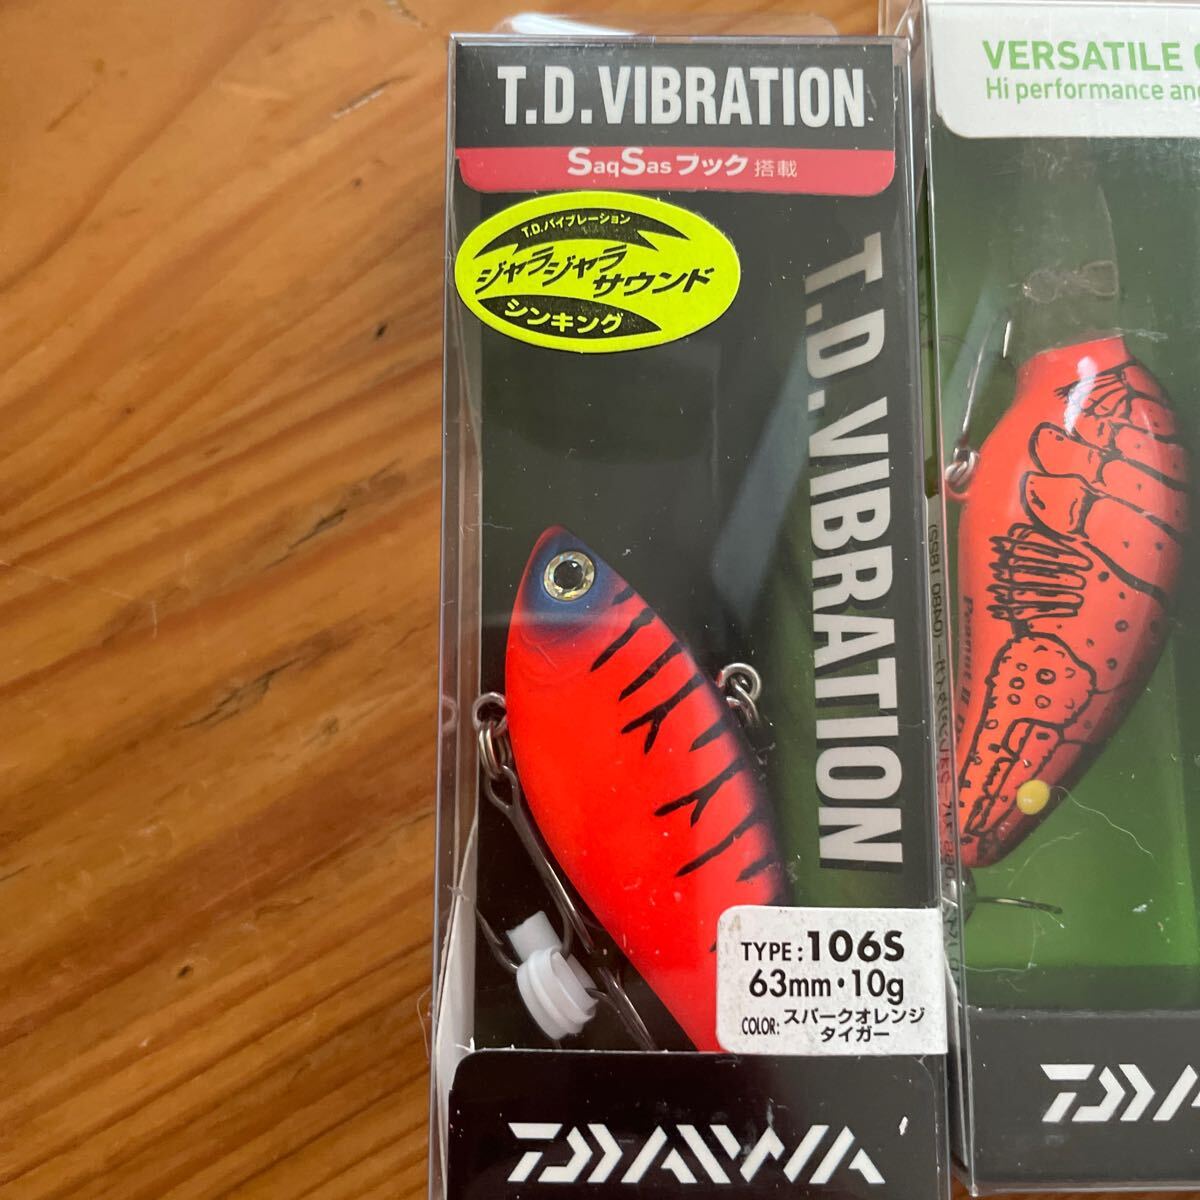 T.D.VIBRATION
SaqSasフック 搭載
T.D.バイブレーション
ジャラジャラ
サウンド
シンキング
T.D.VIBRATION
TYPE: 106S
63mm・10g
COLOR: スパークオレンジ
タイガー
DAIWA
VERSATILE
Hi performance and
Peanut II